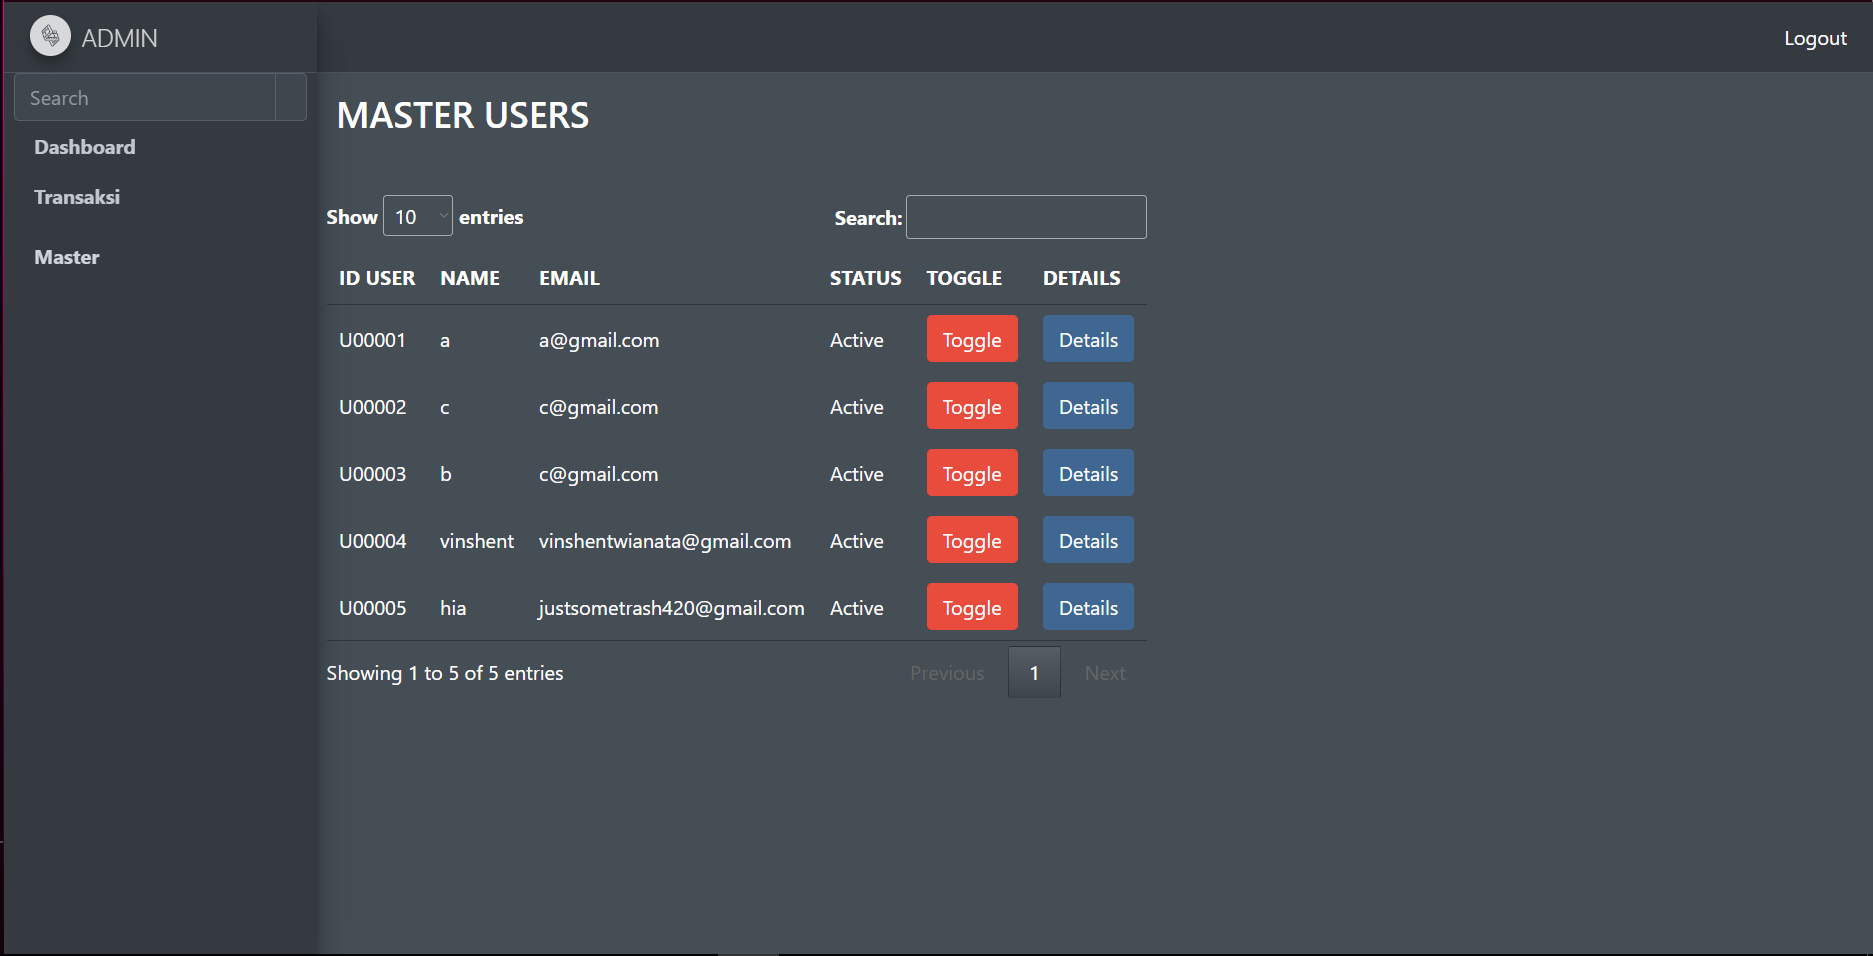 ADMIN
Logout
Search
Dashboard
Transaksi
Master
MASTER USERS
Show 10 entries
Search:
ID USER NAME EMAIL STATUS TOGGLE DETAILS
U00001 a a@gmail.com Active Toggle Details
U00002 c c@gmail.com Active Toggle Details
U00003 b c@gmail.com Active Toggle Details
U00004 vinshent vinshentwianata@gmail.com Active Toggle Details
U00005 hia justsometrash420@gmail.com Active Toggle Details
Showing 1 to 5 of 5 entries
Previous 1 Next